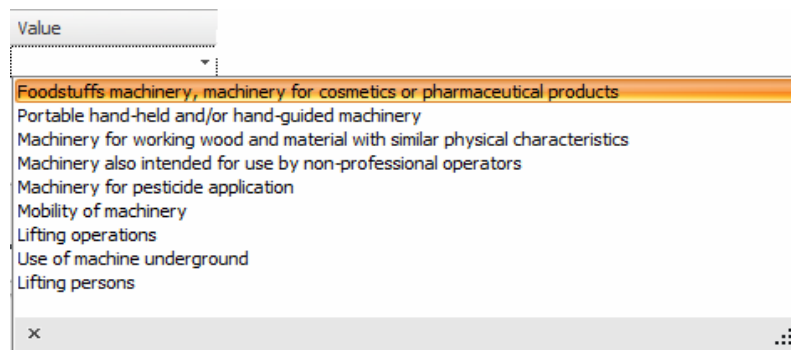 Value
Foodstuffs machinery, machinery for cosmetics or pharmaceutical products
Portable hand-held and/or hand-guided machinery
Machinery for working wood and material with similar physical characteristics
Machinery also intended for use by non-professional operators
Machinery for pesticide application
Mobility of machinery
Lifting operations
Use of machine underground
Lifting persons